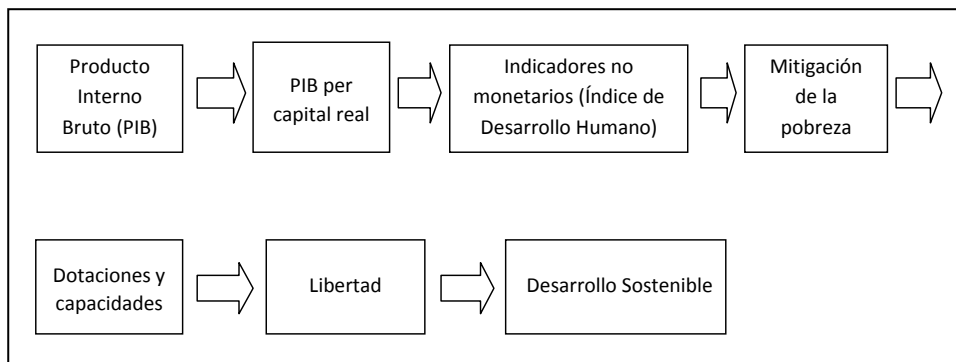 Producto
Interno
Bruto (PIB)
PIB per
capital real
Indicadores no
monetarios (Índice de
Desarrollo Humano)
Mitigación
de la
pobreza
Dotaciones y
capacidades
Libertad
Desarrollo Sostenible